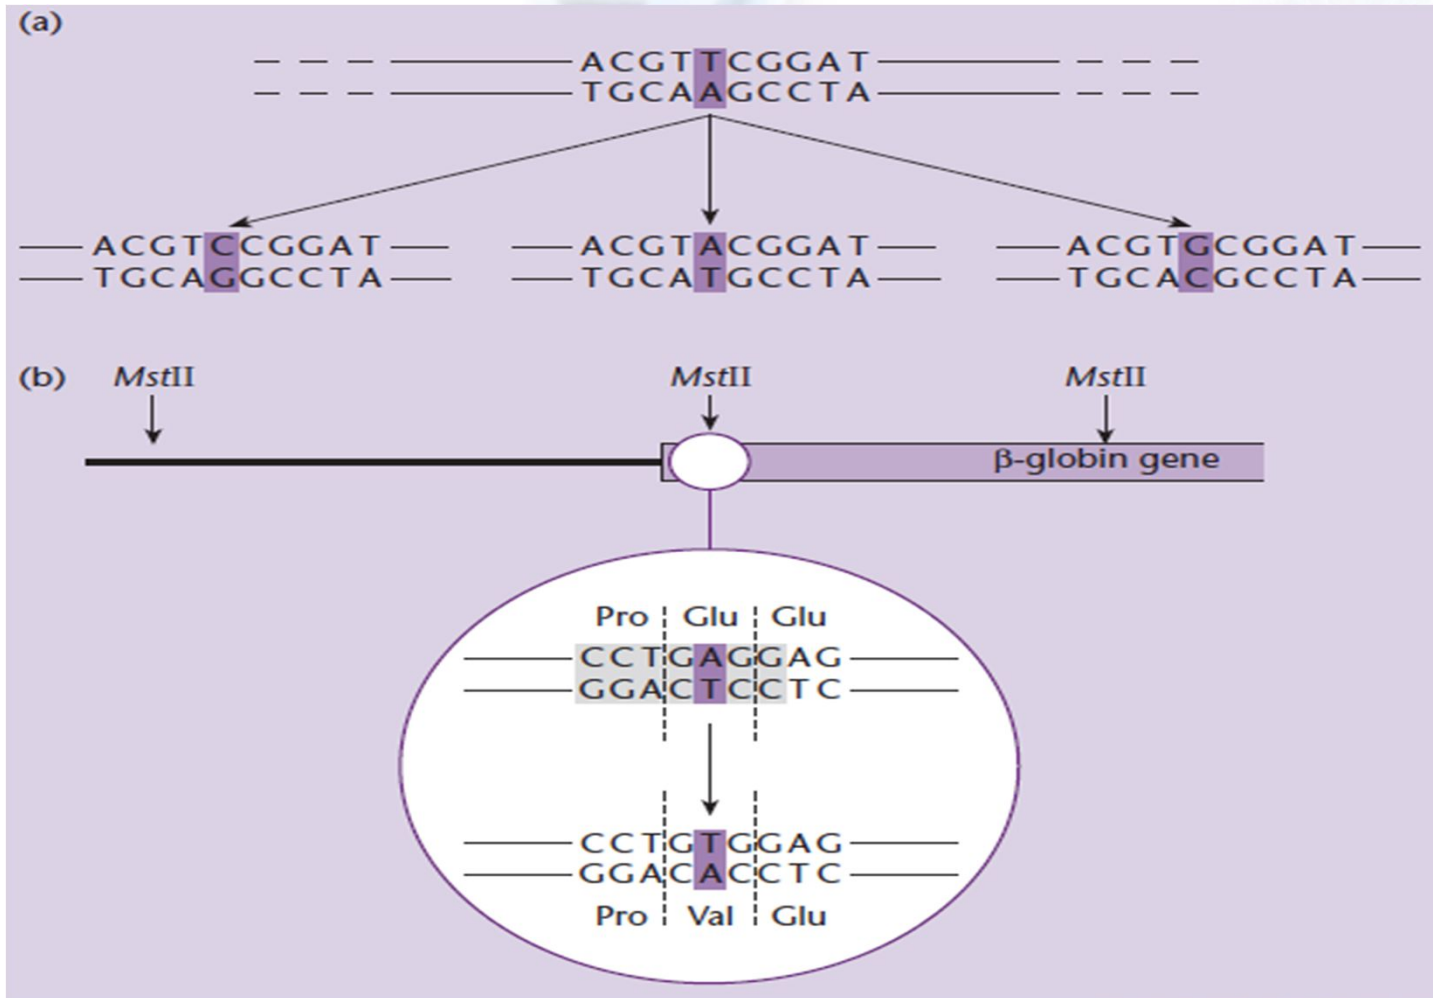 (a)
ACGTTCGGAT
TGCAAGCCTA
ACGTCCGGAT ACGTACGGAT ACGTGCGGAT
TGCAGGCCTA TGCATGCCTA TGCACGCCTA
(b) MstII MstII MstII
β-globin gene
Pro Glu Glu
CCTGAGGAG
GGACTCCTC
CCTGTGGAG
GGACACCTC
Pro Val Glu